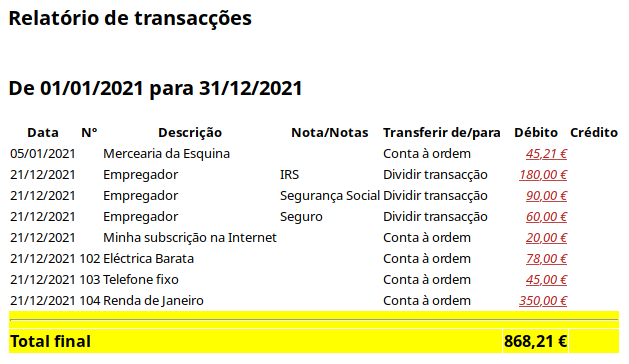 Relatório de transacções
De 01/01/2021 para 31/12/2021
Data Nº Descrição Nota/Notas Transferir de/para Débito Crédito
05/01/2021 Mercearia da Esquina Conta à ordem 45,21 €
21/12/2021 Empregador IRS Dividir transacção 180,00 €
21/12/2021 Empregador Segurança Social Dividir transacção 90,00 €
21/12/2021 Empregador Seguro Dividir transacção 60,00 €
21/12/2021 Minha subscrição na Internet Conta à ordem 20,00 €
21/12/2021 102 Eléctrica Barata Conta à ordem 78,00 €
21/12/2021 103 Telefone fixo Conta à ordem 45,00 €
21/12/2021 104 Renda de Janeiro Conta à ordem 350,00 €
Total final 868,21 €